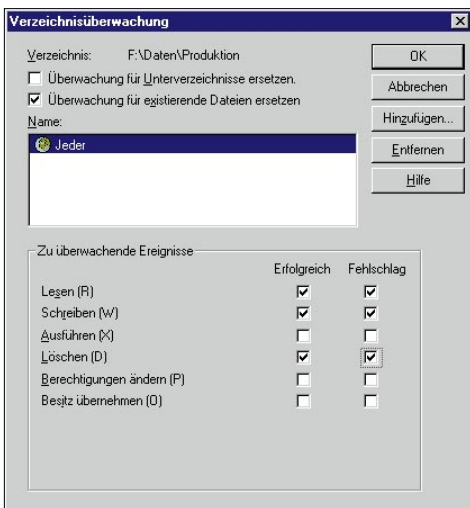 Verzeichnisüberwachung
Verzeichnis: F:\Daten\Produktion
Überwachung für Unterverzeichnisse ersetzen.
Überwachung für existierende Dateien ersetzen
Name:
Jeder
OK
Abbrechen
Hinzufügen...
Entfernen
Hilfe
Zu überwachende Ereignisse
Erfolgreich Fehlschlag
Lesen (R)
Schreiben (W)
Ausführen (X)
Löschen (D)
Berechtigungen ändern (P)
Besitz übernehmen (O)